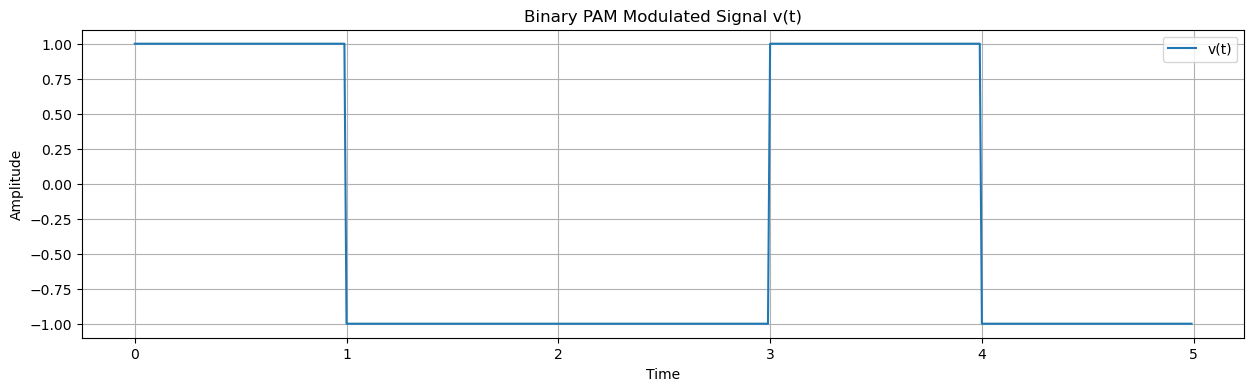 Binary PAM Modulated Signal v(t)
v(t)
1.00
0.75
0.50
0.25
0.00
−0.25
−0.50
−0.75
−1.00
Amplitude
0 1 2 3 4 5
Time